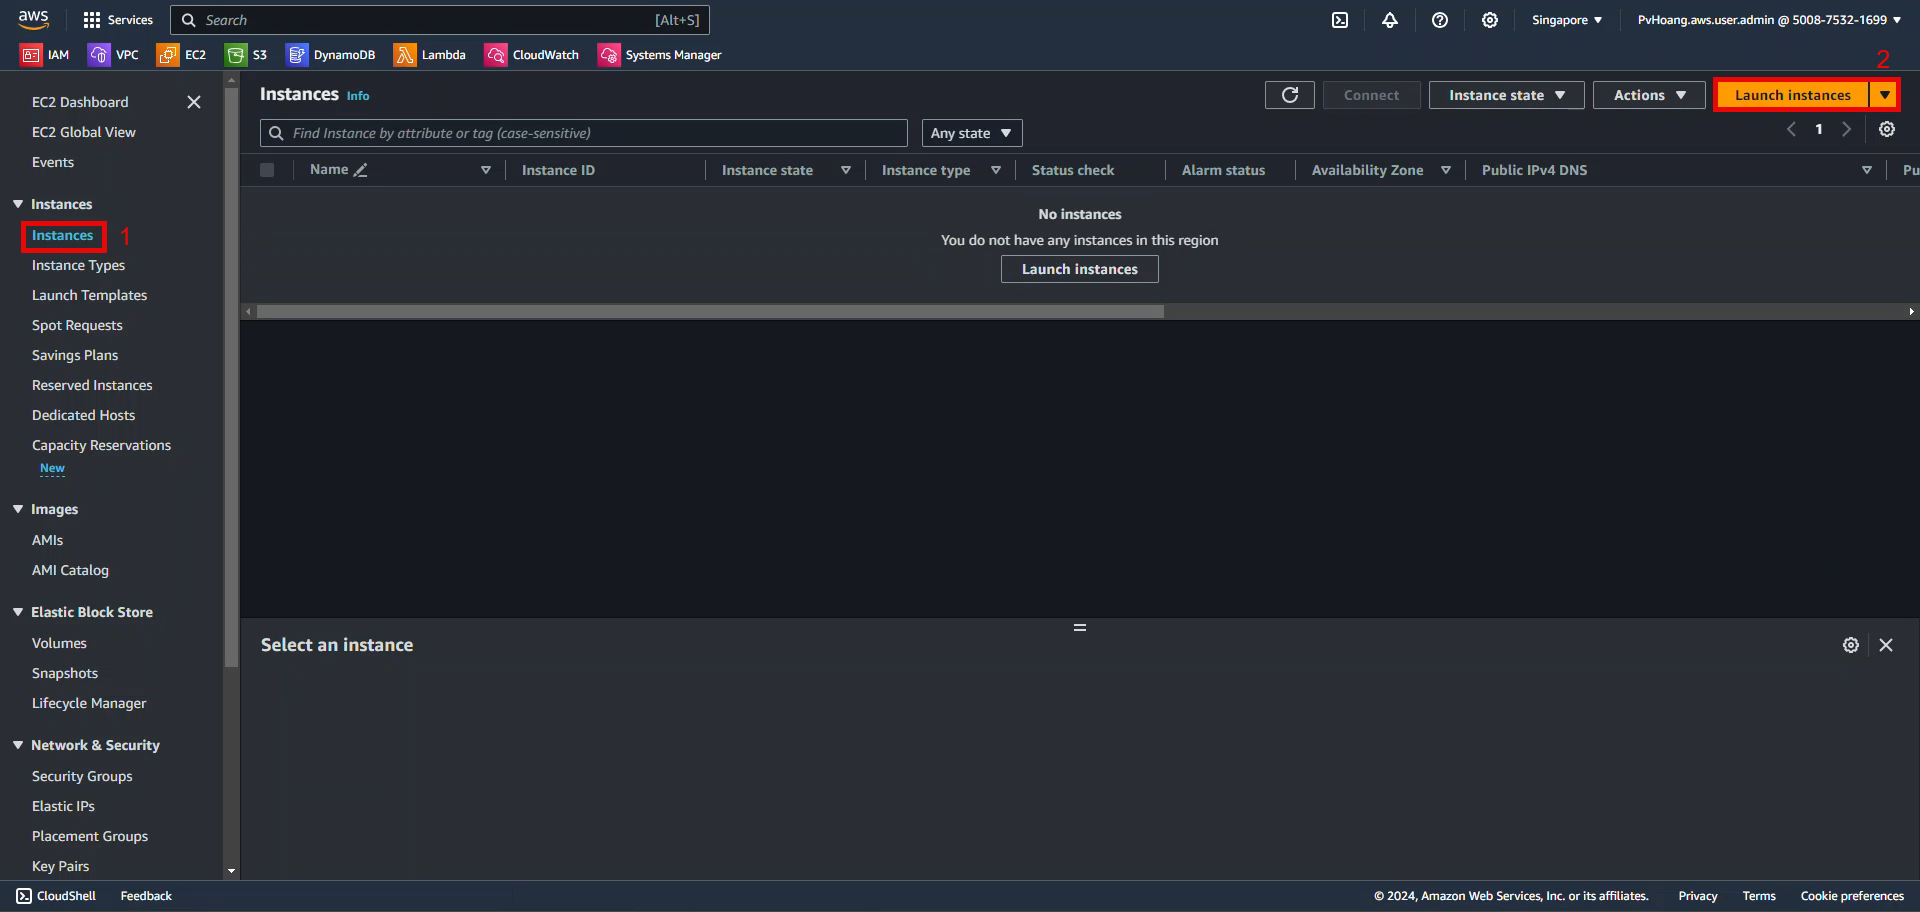 aws
Services
Search
[Alt+S]
Singapore
PvHoang.aws.user.admin @ 5008-7532-1699
IAM
VPC
EC2
S3
DynamoDB
Lambda
CloudWatch
Systems Manager
2
EC2 Dashboard
EC2 Global View
Events
Instances
Instances
1
Instance Types
Launch Templates
Spot Requests
Savings Plans
Reserved Instances
Dedicated Hosts
Capacity Reservations
New
Images
AMIs
AMI Catalog
Elastic Block Store
Volumes
Snapshots
Lifecycle Manager
Network & Security
Security Groups
Elastic IPs
Placement Groups
Key Pairs
Instances Info
Connect
Instance state
Actions
Launch instances
Find Instance by attribute or tag (case-sensitive)
Any state
1
Name
Instance ID
Instance state
Instance type
Status check
Alarm status
Availability Zone
Public IPv4 DNS
Pu
No instances
You do not have any instances in this region
Launch instances
Select an instance
CloudShell
Feedback
© 2024, Amazon Web Services, Inc. or its affiliates.
Privacy
Terms
Cookie preferences